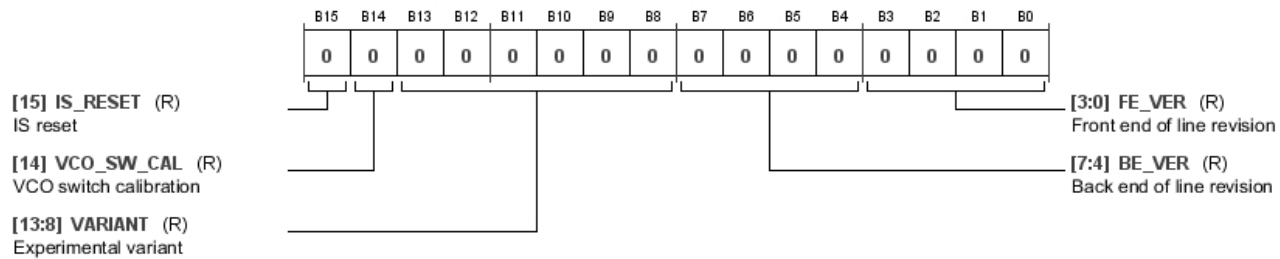 B15 B14 B13 B12 B11 B10 B9 B8 B7 B6 B5 B4 B3 B2 B1 B0
0 0 0 0 0 0 0 0 0 0 0 0 0 0 0 0
[15] IS_RESET (R)
IS reset
[14] VCO_SW_CAL (R)
VCO switch calibration
[13:8] VARIANT (R)
Experimental variant
[3:0] FE_VER (R)
Front end of line revision
[7:4] BE_VER (R)
Back end of line revision